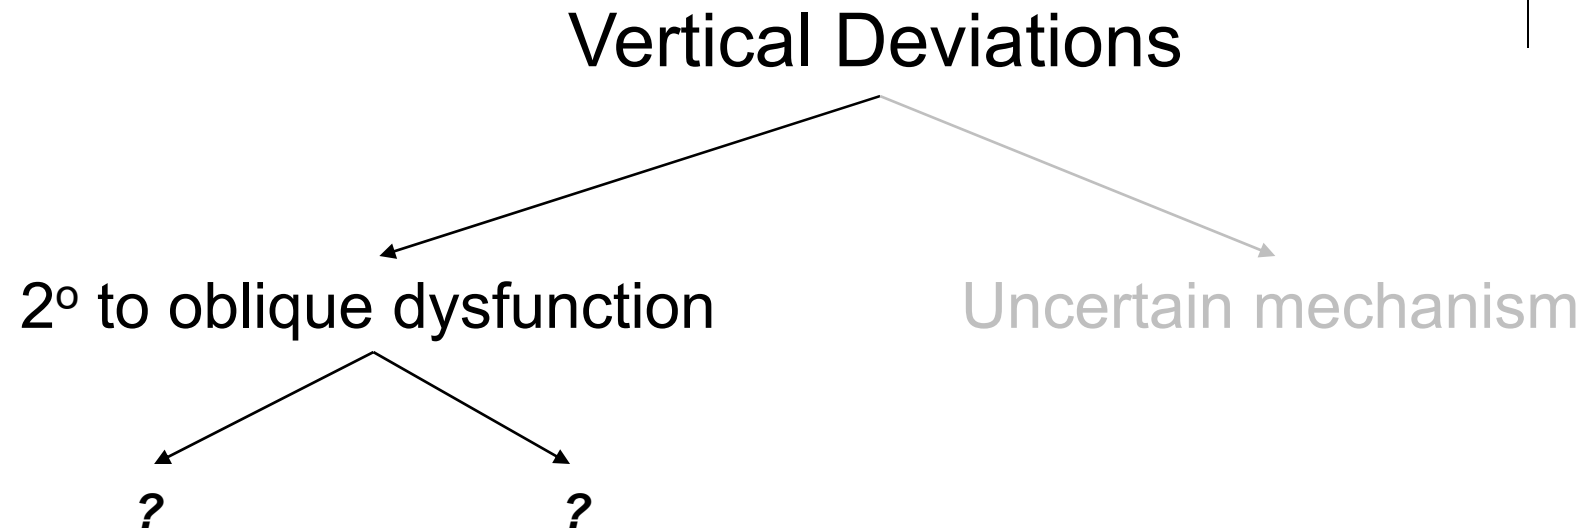 Vertical Deviations
2º to oblique dysfunction Uncertain mechanism
? ?